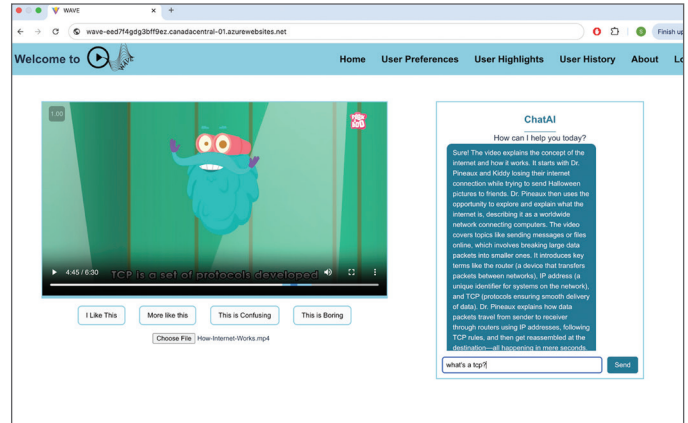 WAVE
wave-eed7f4gdg3bff9ez.canadacentral-01.azurewebsites.net
Finish up
Welcome to WAVE
Home User Preferences User Highlights User History About Lo
1.00
ChatAI
How can I help you today?
Sure! The video explains the concept of the
internet and how it works. It starts with Dr.
Pineaux and Kiddy losing their internet
connection while trying to send Halloween
pictures to friends. Dr. Pineaux then uses the
opportunity to explore and explain what the
internet is, describing it as a worldwide
network connecting computers. The video
covers topics like sending messages or files
online, which involves breaking large data
packets into smaller ones. It introduces key
terms like the router (a device that transfers
packets between networks), IP address (a
unique identifier for systems on the network),
and TCP (protocols ensuring smooth delivery
of data). Dr. Pineaux explains how data
packets travel from sender to receiver
through routers using IP addresses, following
TCP rules, and then get reassembled at the
destination—all happening in mere seconds.
4:45 / 6:30 TCP is a set of protocols developed
I Like This More like this This is Confusing This is Boring
Choose File How-Internet-Works.mp4
what's a tcp?
Send